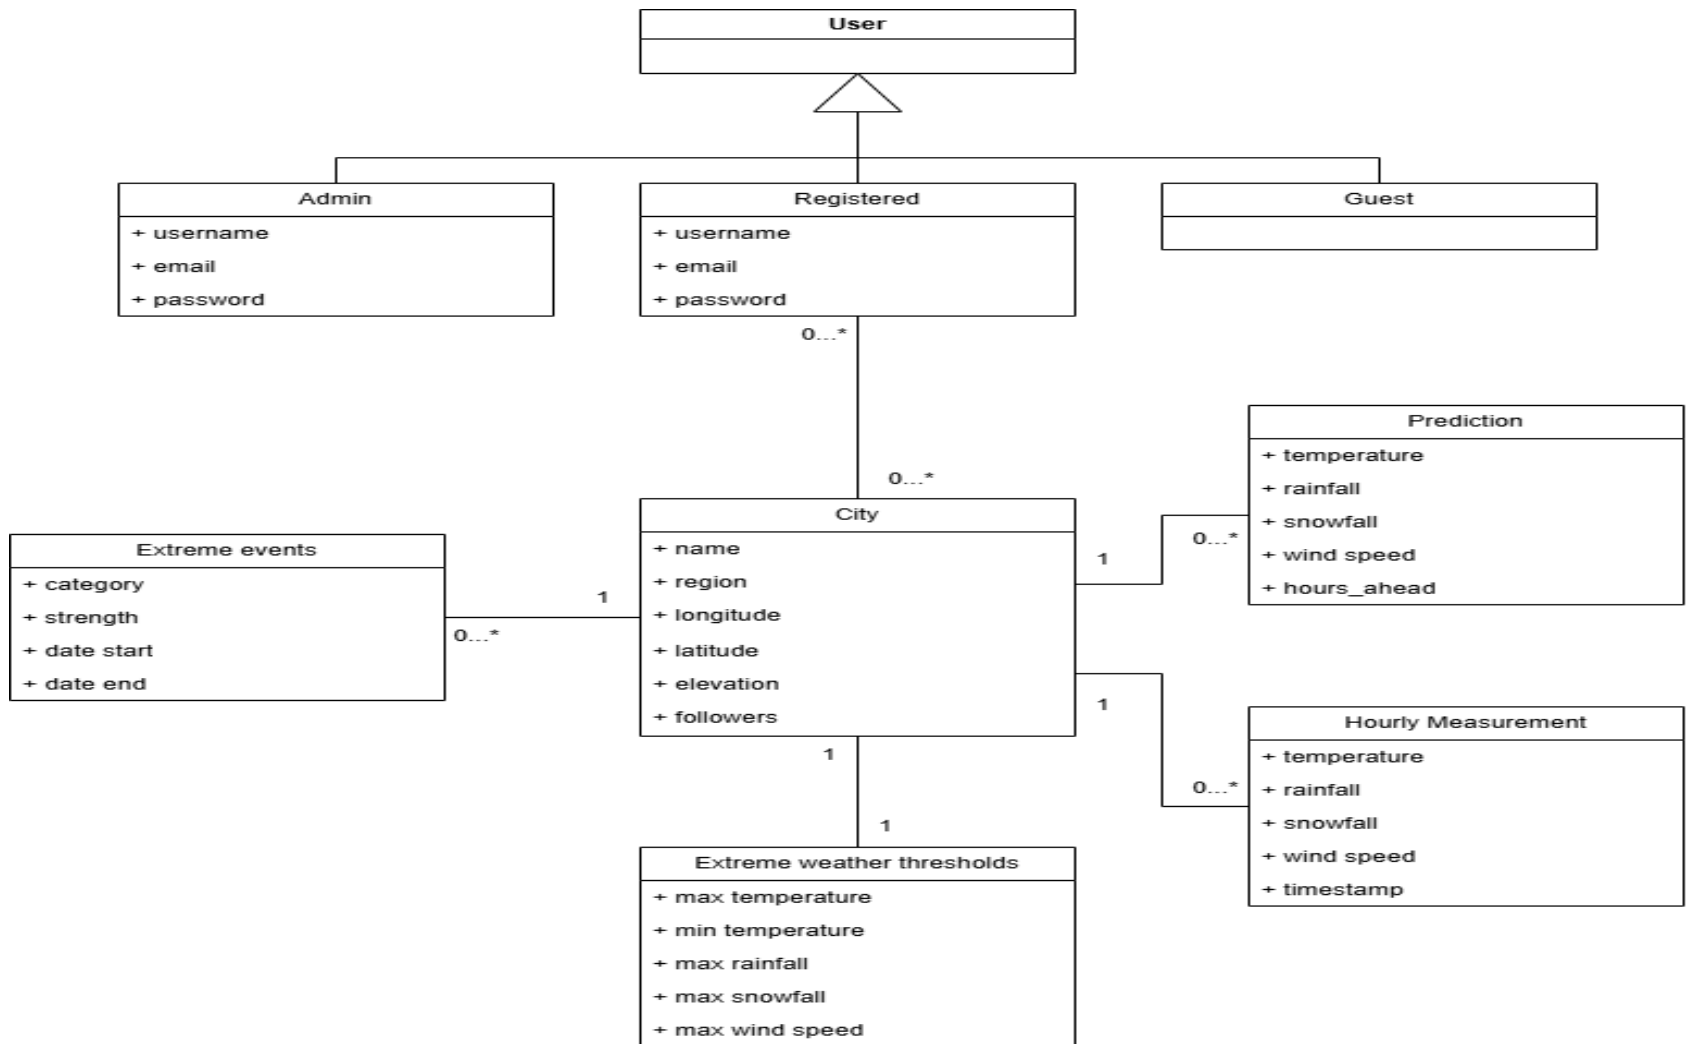 User
Admin
+ username
+ email
+ password
Registered
+ username
+ email
+ password
Guest
0...*
0...*
Prediction
+ temperature
+ rainfall
+ snowfall
+ wind speed
+ hours_ahead
Extreme events
+ category
+ strength
+ date start
+ date end
1
0...*
City
+ name
+ region
+ longitude
+ latitude
+ elevation
+ followers
1
0...*
1
0...*
Hourly Measurement
+ temperature
+ rainfall
+ snowfall
+ wind speed
+ timestamp
1
1
Extreme weather thresholds
+ max temperature
+ min temperature
+ max rainfall
+ max snowfall
+ max wind speed